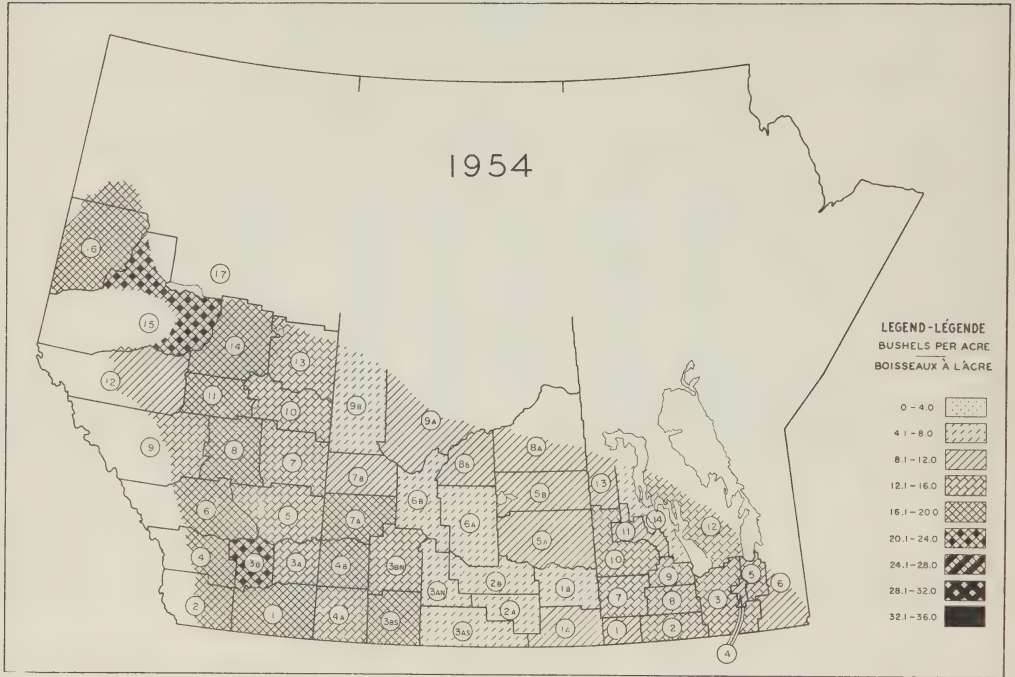 1954
LEGEND-LÉGENDE
BUSHELS PER ACRE
BOISSEAUX À L'ACRE
0-4.0
4.1-8.0
8.1-12.0
12.1-16.0
16.1-20.0
20.1-24.0
24.1-28.0
28.1-32.0
32.1-36.0
16
17
15
14
13
12
11
10
9
8
7
6
5
4
3B
3A
2
1
9B
9A
7B
8B
8A
6B
5B
7A
6A
5A
4B
3BN
3AN
2B
1B
2A
4A
3BS
3AS
1A
13
14
11
12
10
9
5
6
7
8
3
1
2
4